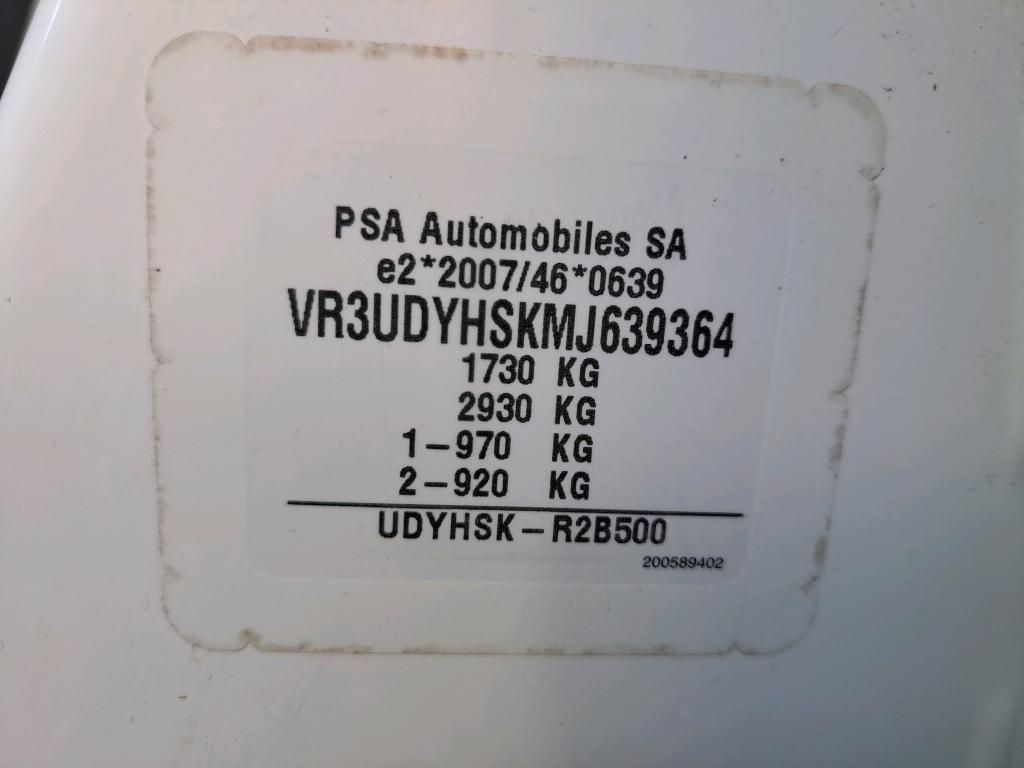 PSA Automobiles SA
e2*2007/46*0639
VR3UDYHSKMJ639364
1730 KG
2930 KG
1-970 KG
2-920 KG
UDYHSK-R2B500
200589402